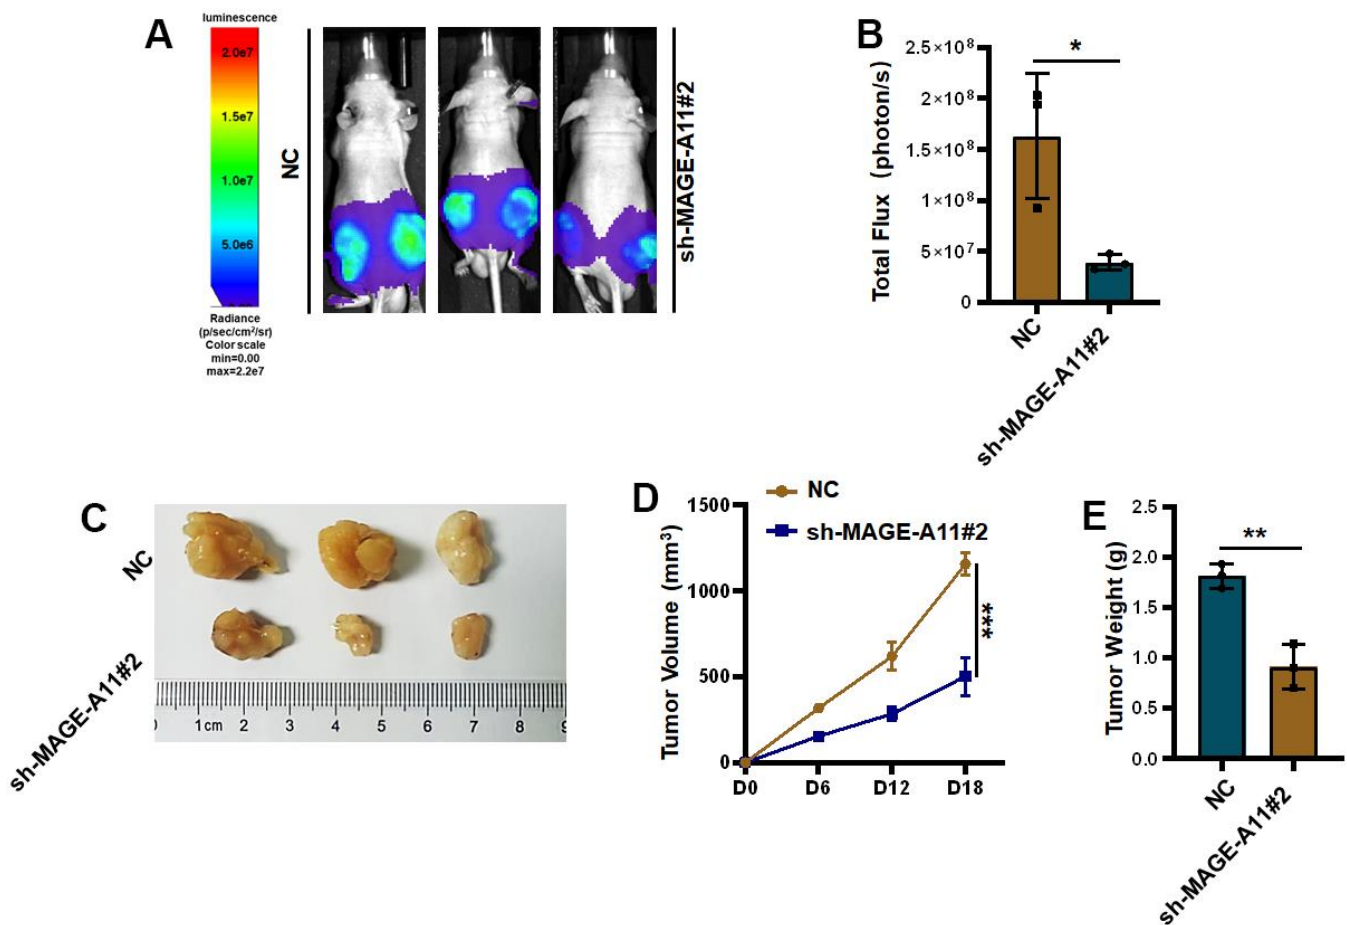 A
luminescence
2.0e7
1.5e7
1.0e7
5.0e6
Radiance
(p/sec/cm²/sr)
Color scale
min=0.00
max=2.2e7
NC
sh-MAGE-A11#2
B
Total Flux (photon/s)
2.5×10⁸
2×10⁸
1.5×10⁸
1×10⁸
5×10⁷
0
*
NC
sh-MAGE-A11#2
C
NC
sh-MAGE-A11#2
1cm 2 3 4 5 6 7 8 9
D
NC
sh-MAGE-A11#2
Tumor Volume (mm³)
1500
1000
500
0
***
D0 D6 D12 D18
E
Tumor Weight (g)
2.5
2.0
1.5
1.0
0.5
0.0
**
NC
sh-MAGE-A11#2